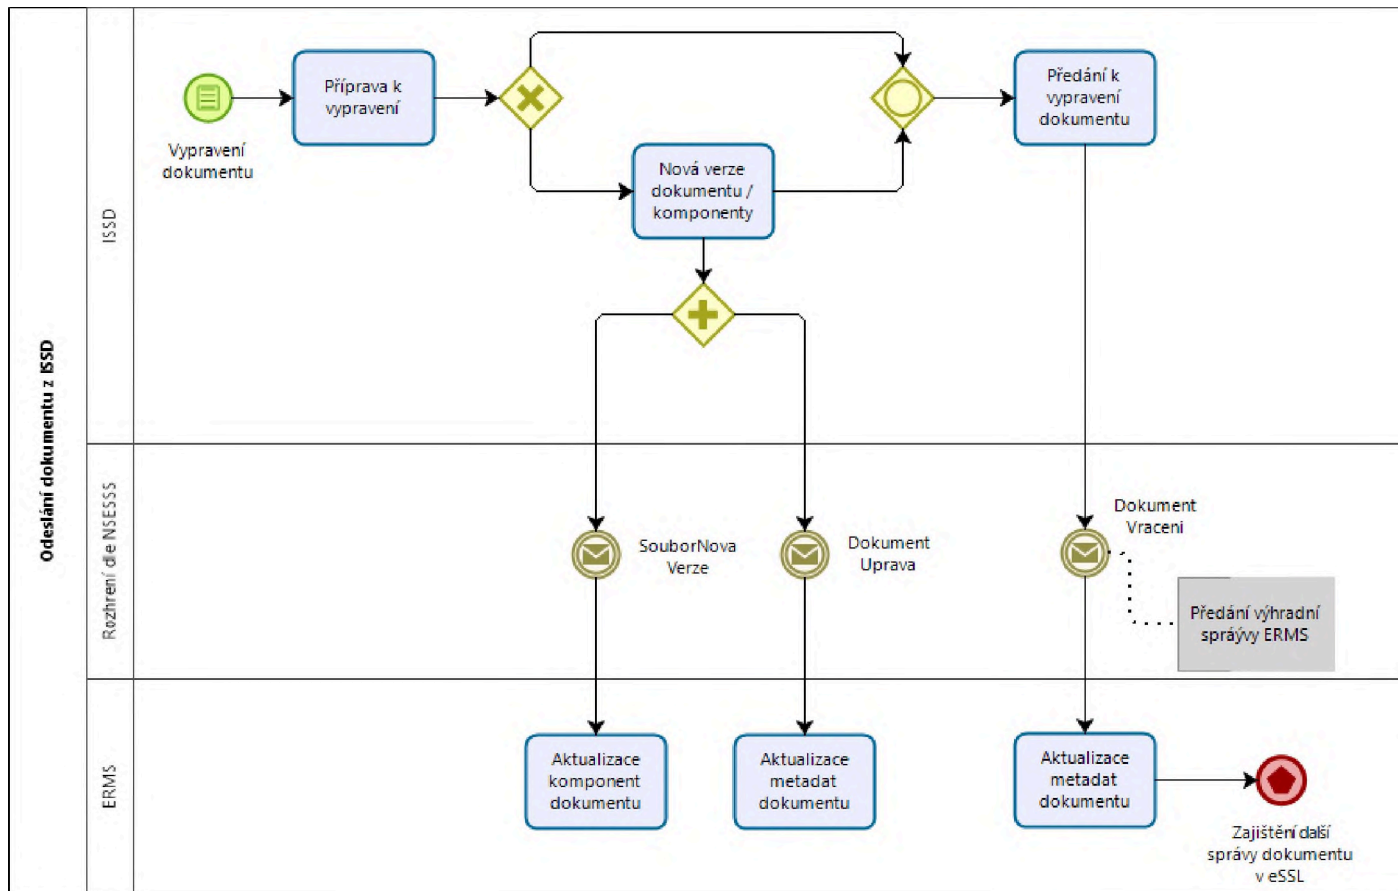 Odeslání dokumentu z ISSD
ISSD
Vypravení
dokumentu
Příprava k
vypravení
Nová verze
dokumentu /
komponenty
Předání k
vypravení
dokumentu
Rozhrení dle NSESSS
SouborNova
Verze
Dokument
Uprava
Dokument
Vraceni
Předání výhradní
spráývy ERMS
ERMS
Aktualizace
komponent
dokumentu
Aktualizace
metadat
dokumentu
Aktualizace
metadat
dokumentu
Zajištění další
správy dokumentu
v eSSL